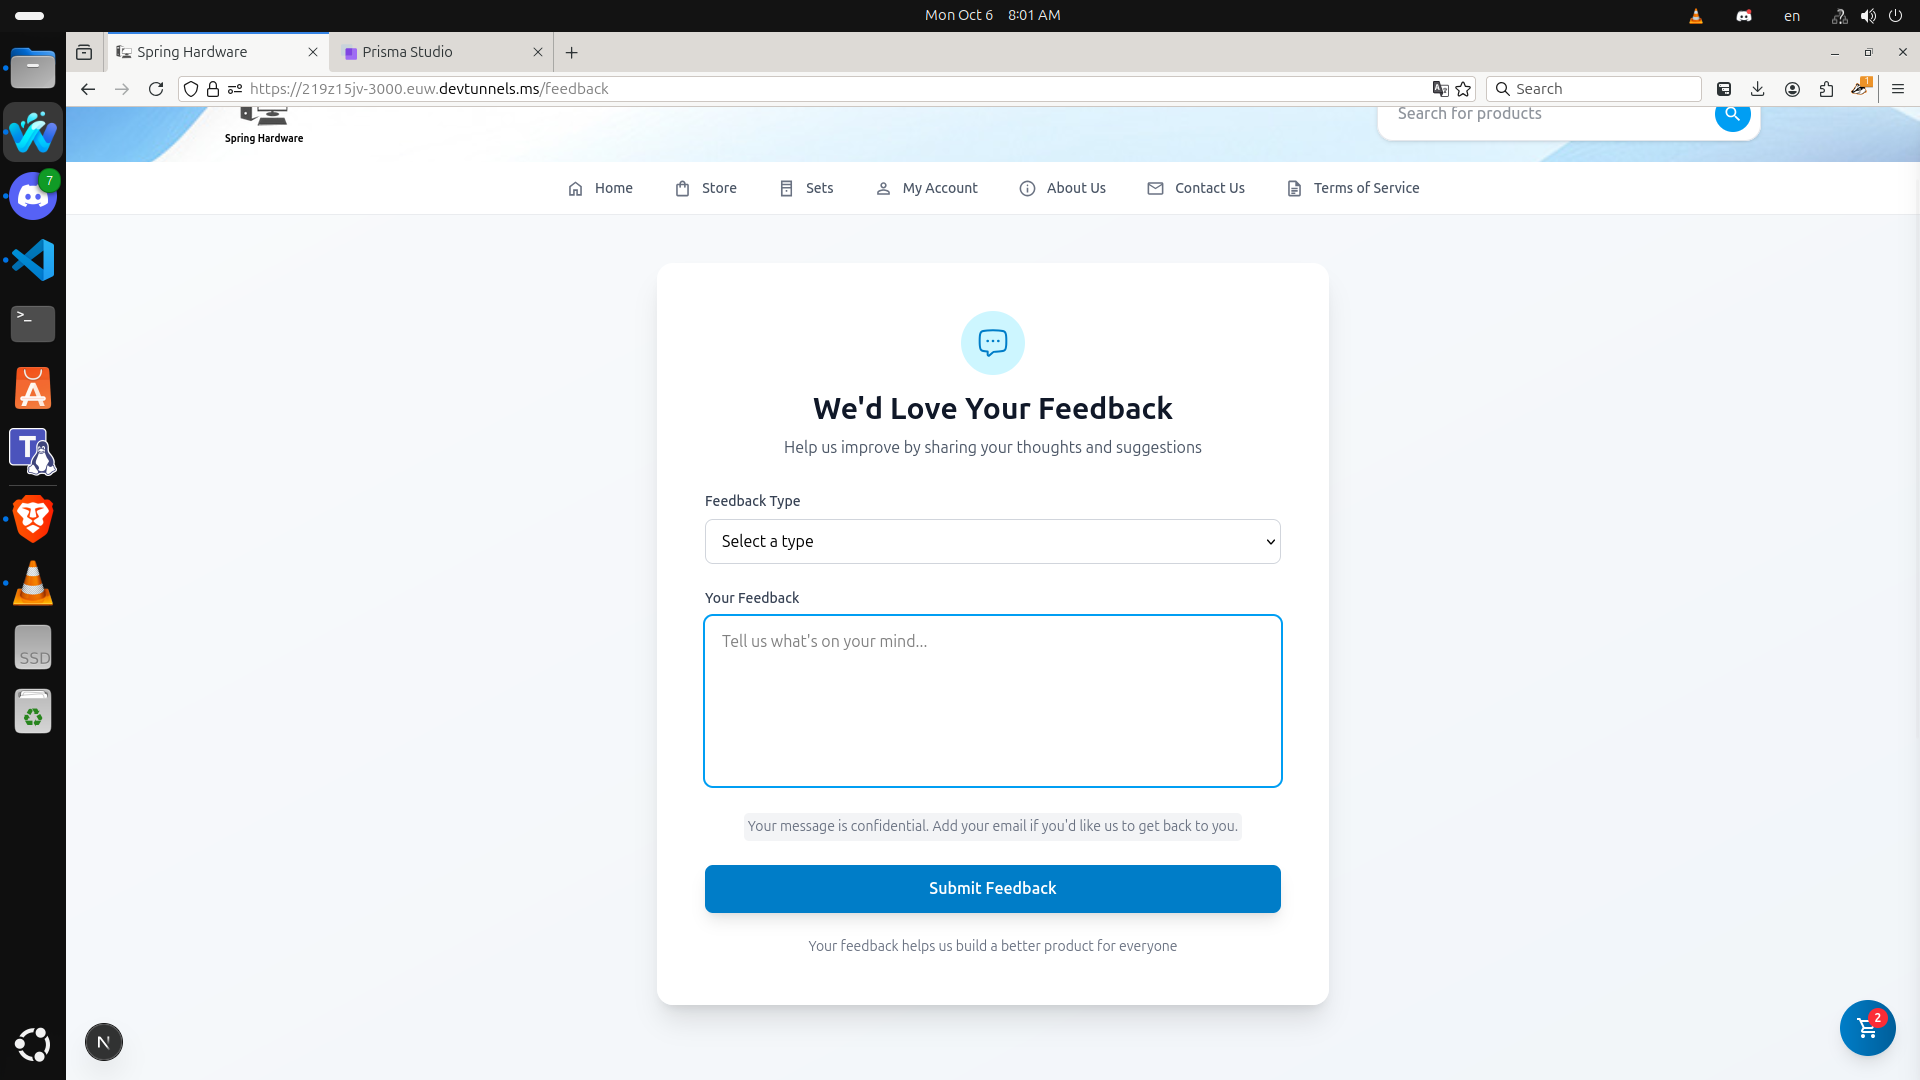 Mon Oct 6 8:01 AM
en
Spring Hardware
Prisma Studio
https://219z15jv-3000.euw.devtunnels.ms/feedback
Search
1
Spring Hardware
Search for products
7
Home
Store
Sets
My Account
About Us
Contact Us
Terms of Service
We'd Love Your Feedback
Help us improve by sharing your thoughts and suggestions
Feedback Type
Select a type
Your Feedback
Tell us what's on your mind...
Your message is confidential. Add your email if you'd like us to get back to you.
Submit Feedback
Your feedback helps us build a better product for everyone
>_
A
T
SSD
N
2